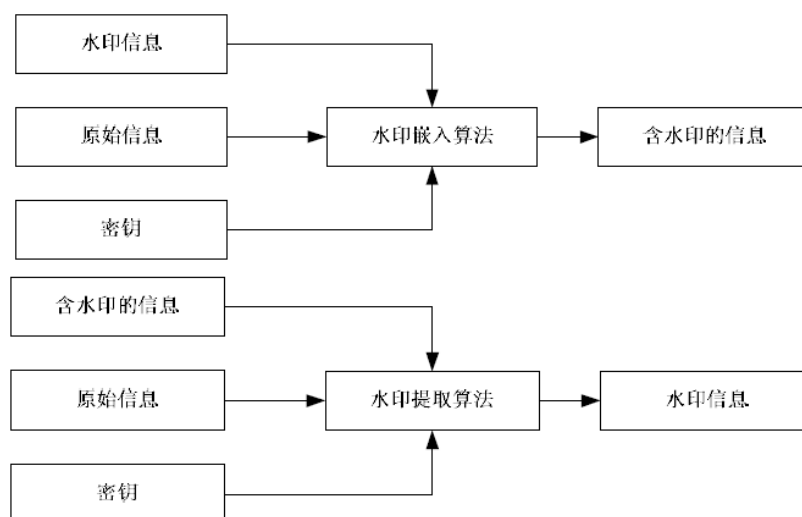 水印信息
原始信息
水印嵌入算法
含水印的信息
密钥
含水印的信息
原始信息
水印提取算法
水印信息
密钥